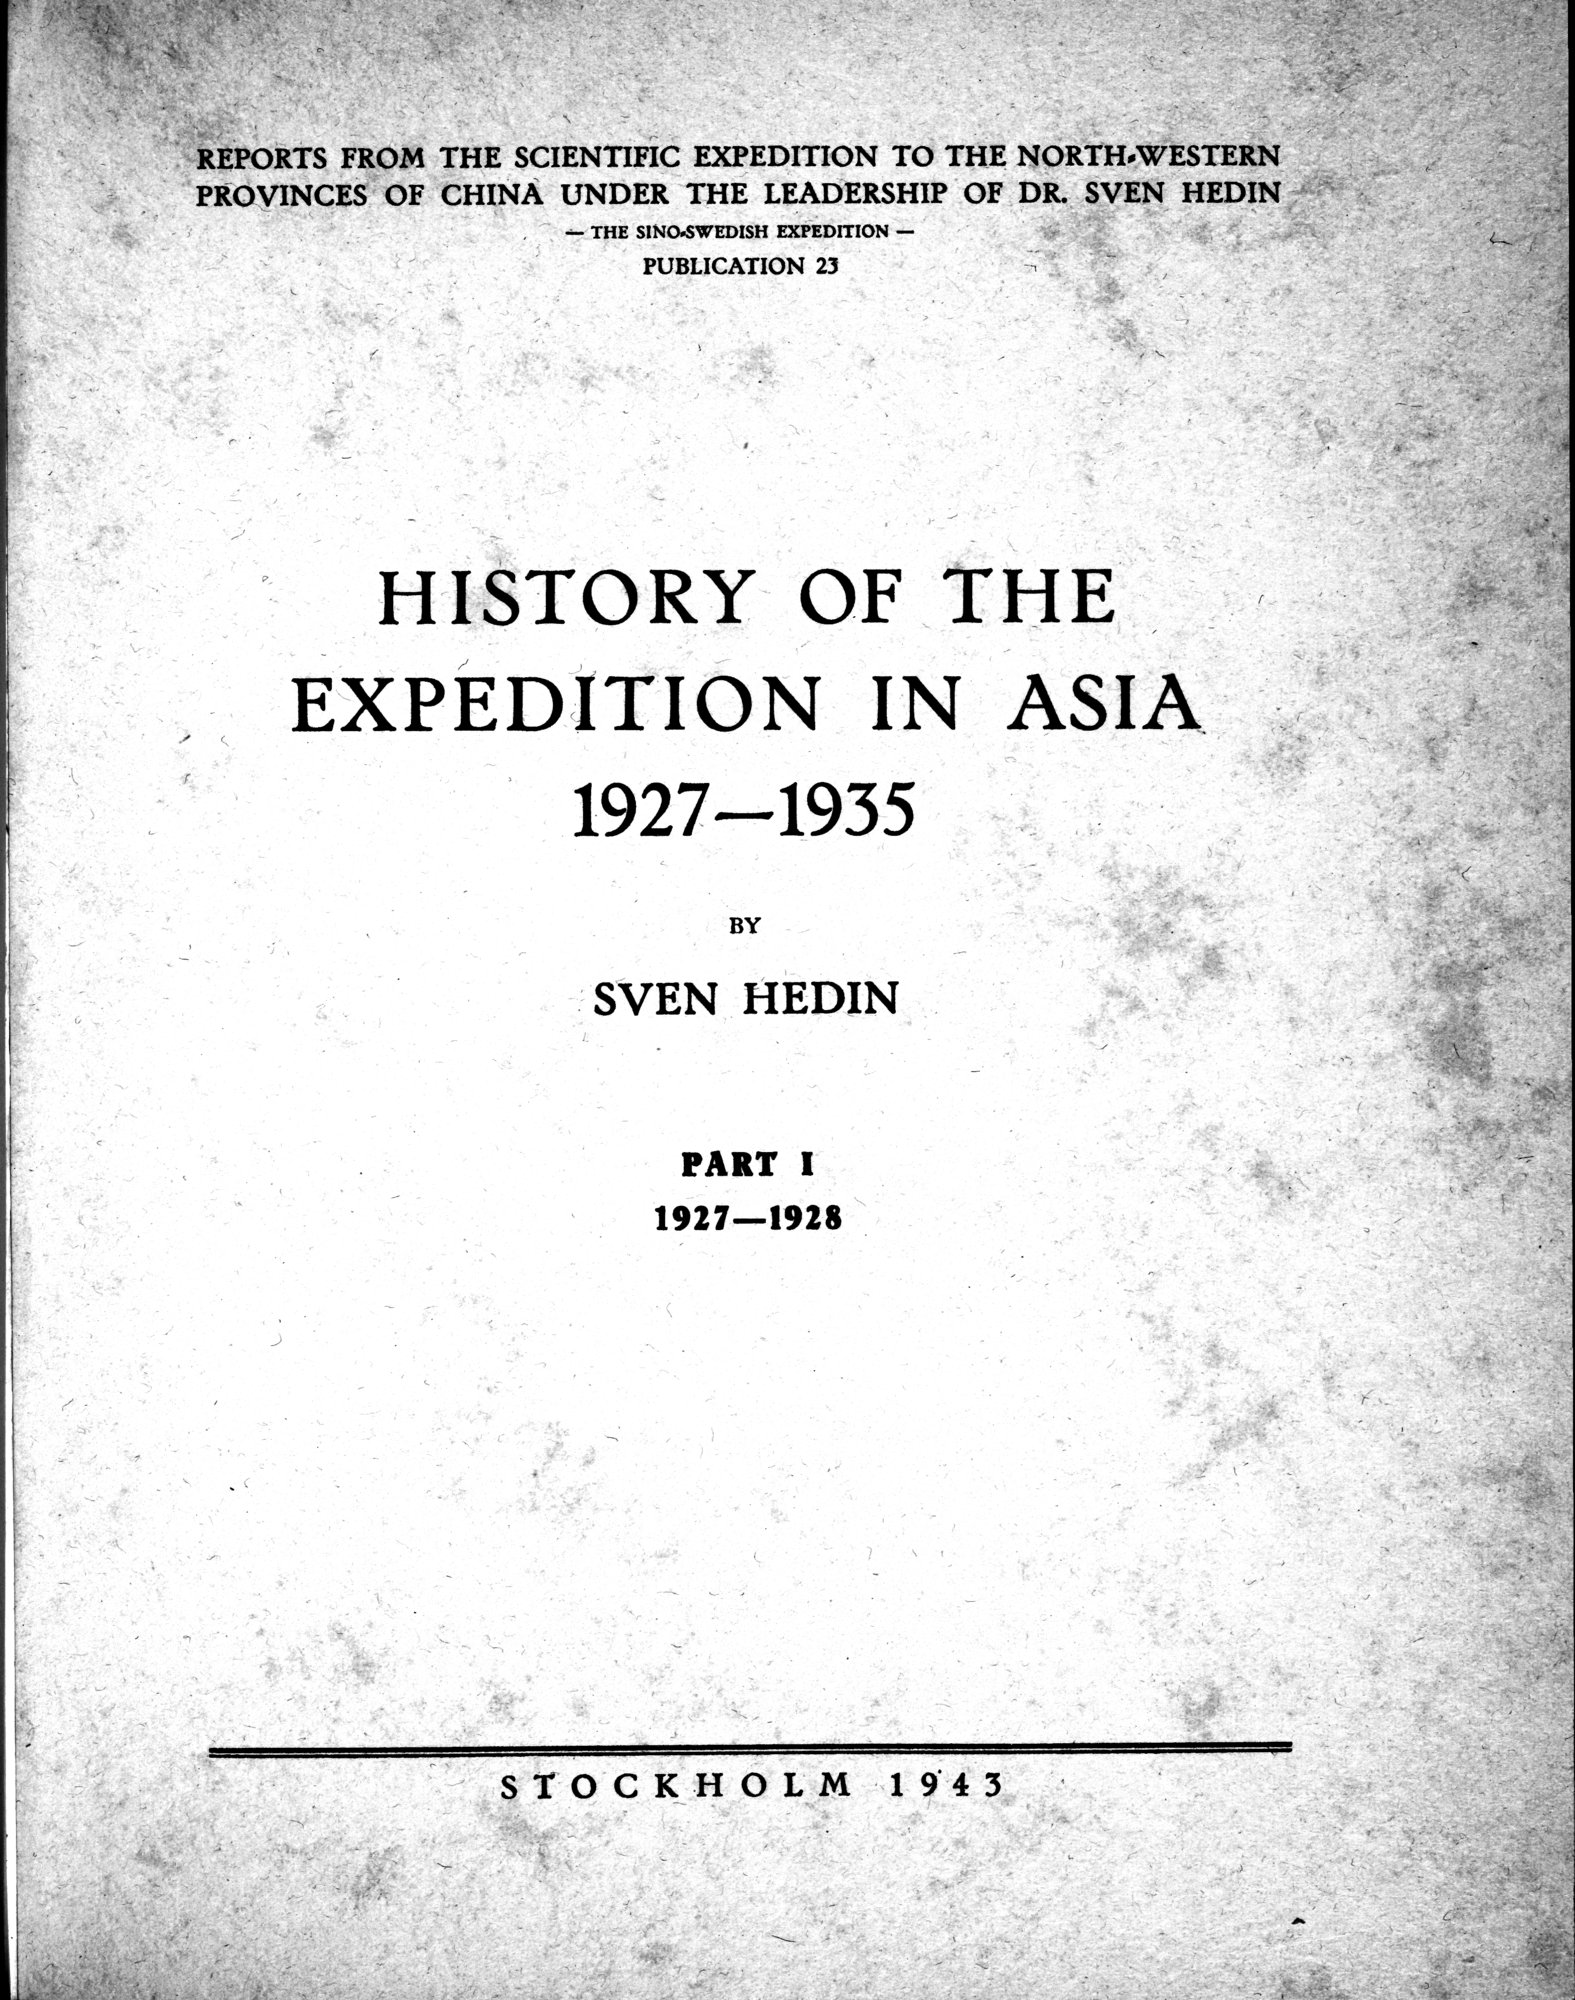 REPORTS FROM THE SCIENTIFIC EXPEDITION TO THE NORTH-WESTERN
PROVINCES OF CHINA UNDER THE LEADERSHIP OF DR. SVEN HEDIN
— THE SINO-SWEDISH EXPEDITION —
PUBLICATION 23
HISTORY OF THE
EXPEDITION IN ASIA
1927—1935
BY
SVEN HEDIN
PART I
1927—1928
STOCKHOLM 1943